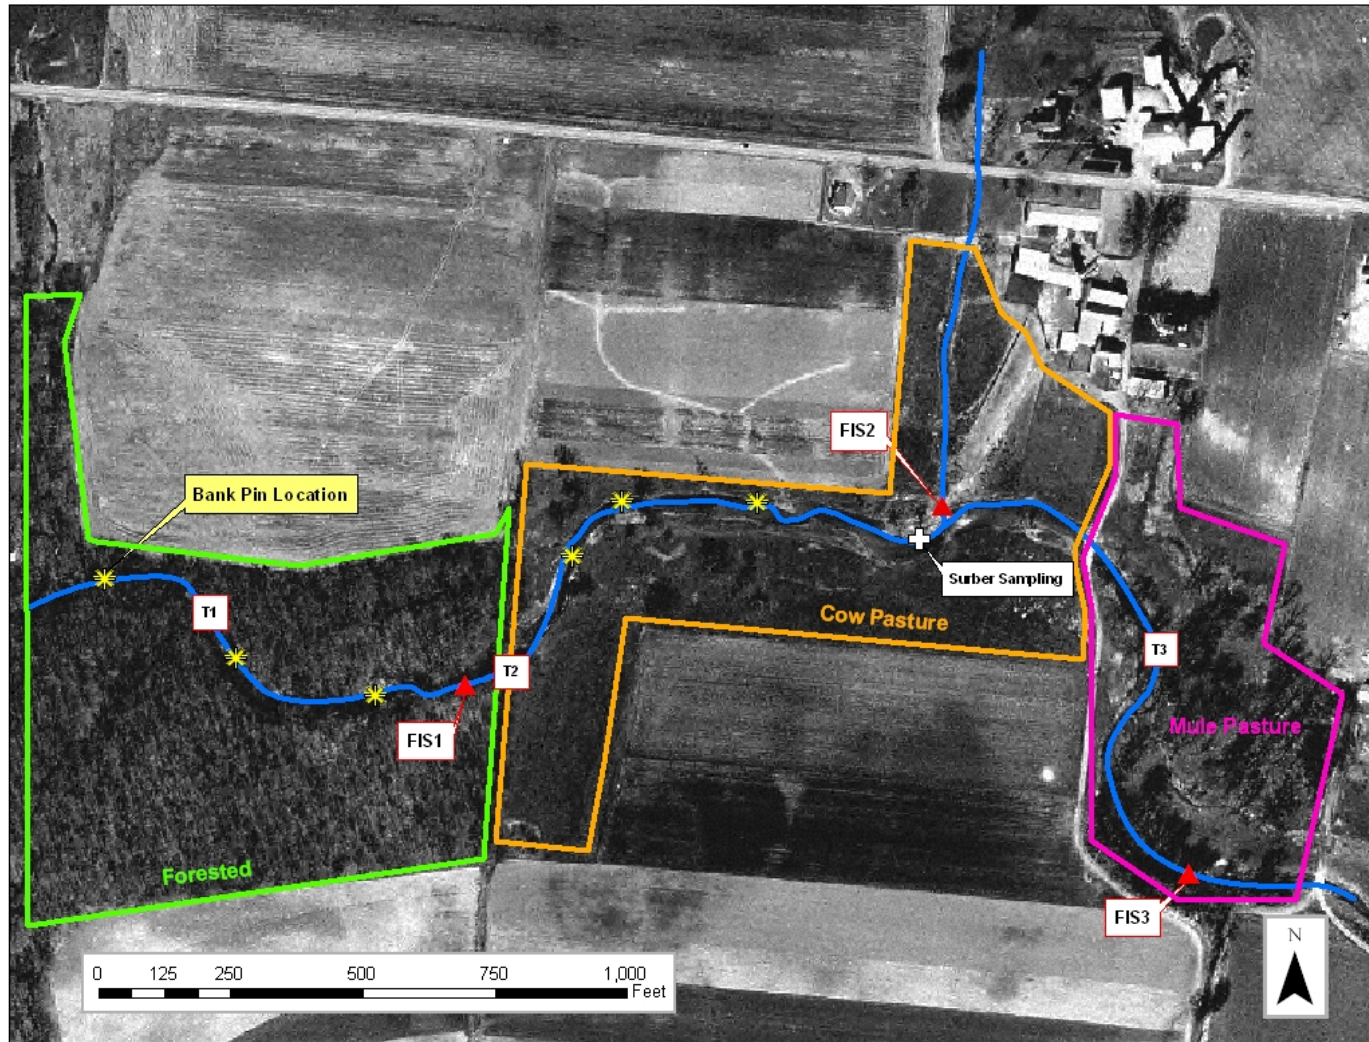 FIS2
Bank Pin Location
Surber Sampling
T1
Cow Pasture
T2
T3
FIS1
Mule Pasture
Forested
FIS3
N
0 125 250 500 750 1,000
Feet